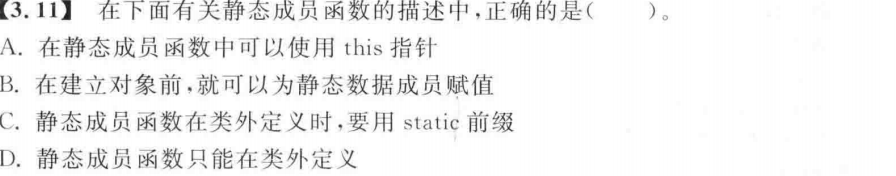 【3.11】 在下面有关静态成员函数的描述中,正确的是(  )。
A. 在静态成员函数中可以使用 this 指针
B. 在建立对象前,就可以为静态数据成员赋值
C. 静态成员函数在类外定义时,要用 static 前缀
D. 静态成员函数只能在类外定义